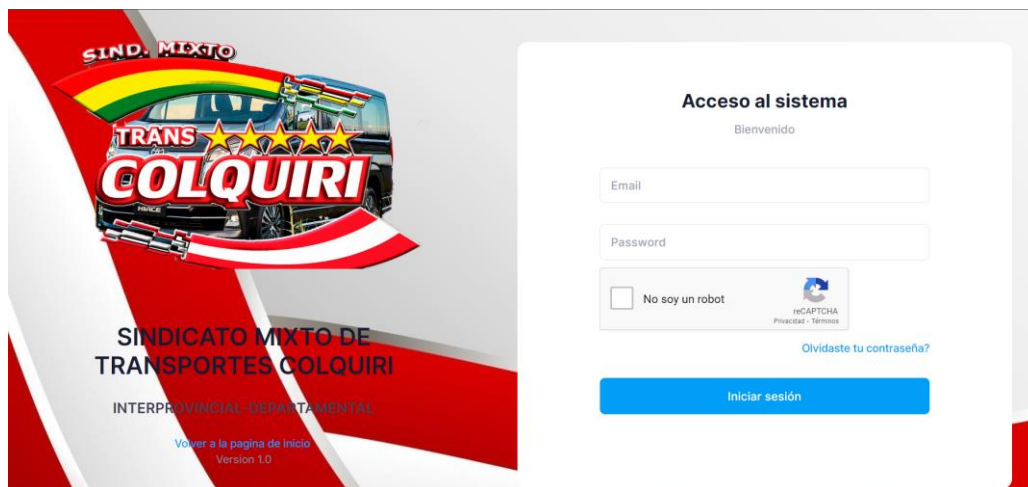 SIND. MIXTO
TRANS
COLQUIRI
HIACE
SINDICATO MIXTO DE
TRANSPORTES COLQUIRI
INTERPROVINCIAL-DEPARTAMENTAL
Volver a la pagina de inicio
Version 1.0
Acceso al sistema
Bienvenido
Email
Password
No soy un robot
reCAPTCHA
Privacidad - Términos
Olvidaste tu contraseña?
Iniciar sesión